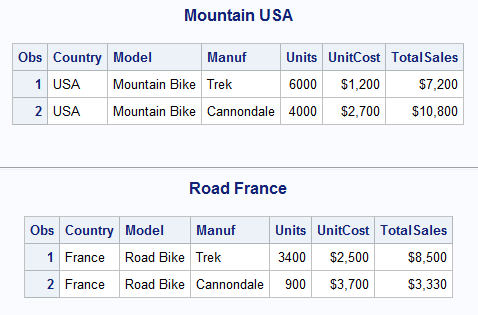 Mountain USA
Obs Country Model Manuf Units UnitCost TotalSales
1 USA Mountain Bike Trek 6000 $1,200 $7,200
2 USA Mountain Bike Cannondale 4000 $2,700 $10,800
Road France
Obs Country Model Manuf Units UnitCost TotalSales
1 France Road Bike Trek 3400 $2,500 $8,500
2 France Road Bike Cannondale 900 $3,700 $3,330